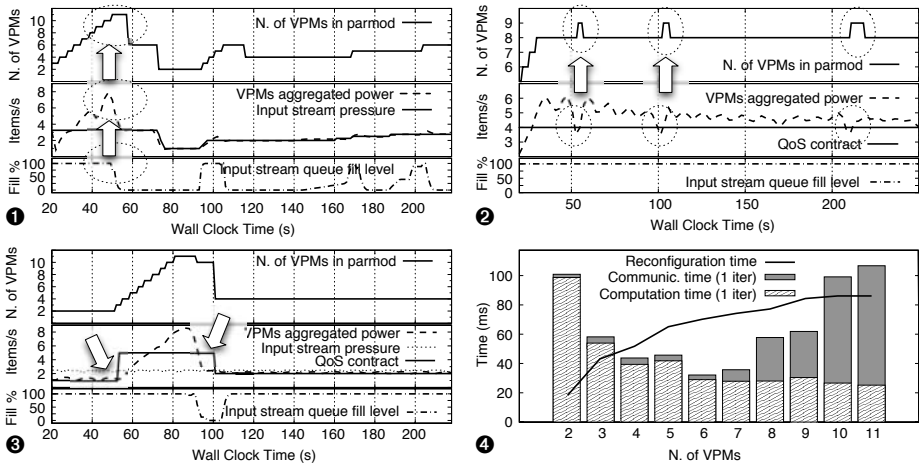 N. of VPMs
10
8
6
4
2
N. of VPMs in parmod
Items/s
8
6
4
2
VPMs aggregated power
Input stream pressure
Fill %
100
50
0
Input stream queue fill level
20 40 60 80 100 120 140 160 180 200
Wall Clock Time (s)
❶
N. of VPMs
10
9
8
7
6
N. of VPMs in parmod
Items/s
6
5
4
3
2
VPMs aggregated power
QoS contract
Fill %
100
50
0
Input stream queue fill level
50 100 150 200
Wall Clock Time (s)
❷
N. of VPMs
10
8
6
4
2
N. of VPMs in parmod
Items/s
8
6
4
2
VPMs aggregated power
Input stream pressure
QoS contract
Fill %
100
50
0
Input stream queue fill level
20 40 60 80 100 120 140 160 180 200
Wall Clock Time (s)
❸
Time (ms)
100
80
60
40
20
0
Reconfiguration time
Communic. time (1 iter)
Computation time (1 iter)
2 3 4 5 6 7 8 9 10 11
N. of VPMs
❹